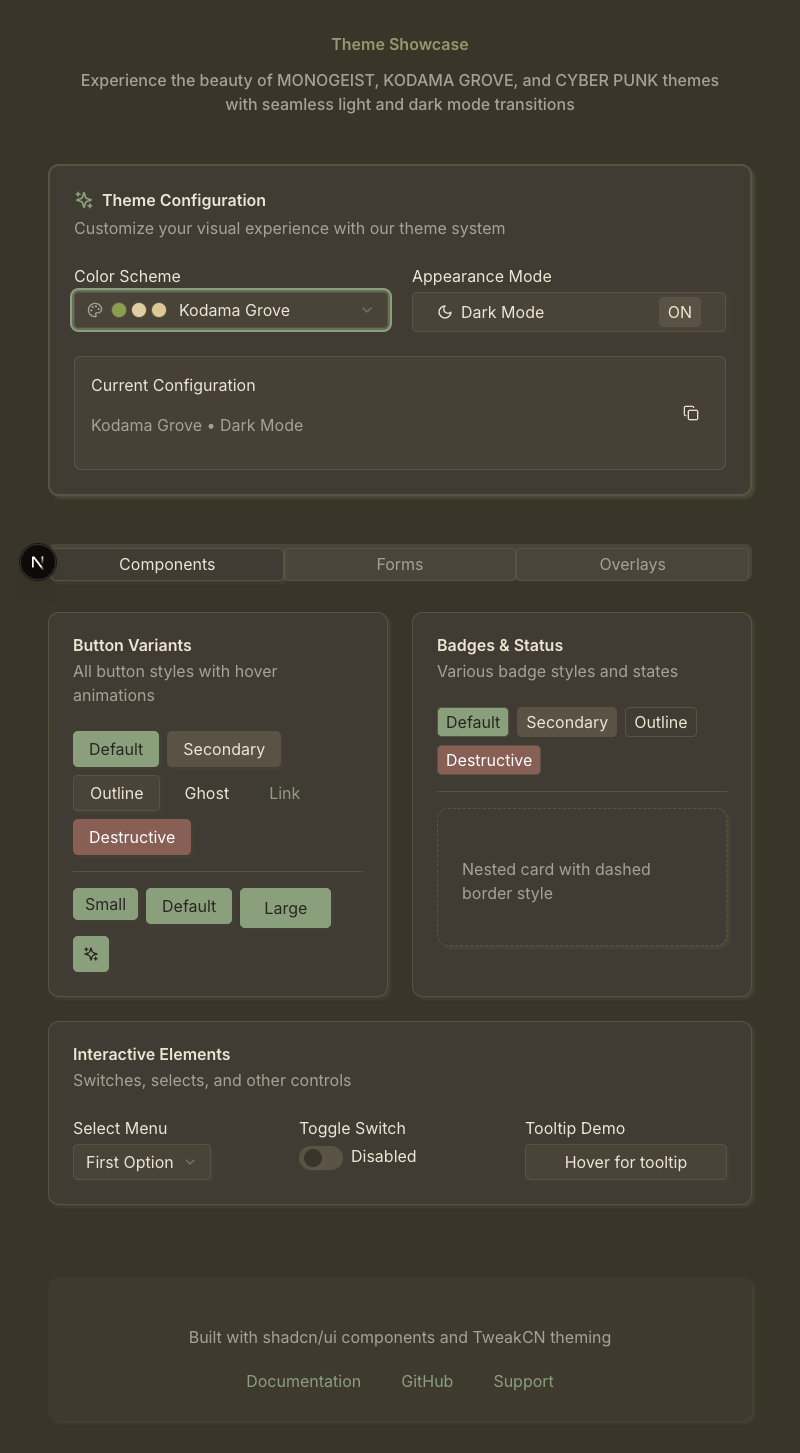 Theme Showcase
Experience the beauty of MONOGEIST, KODAMA GROVE, and CYBER PUNK themes
with seamless light and dark mode transitions
Theme Configuration
Customize your visual experience with our theme system
Color Scheme
Appearance Mode
Kodama Grove
Dark Mode
ON
Current Configuration
Kodama Grove • Dark Mode
N
Components
Forms
Overlays
Button Variants
All button styles with hover
animations
Default
Secondary
Outline
Ghost
Link
Destructive
Small
Default
Large
Badges & Status
Various badge styles and states
Default
Secondary
Outline
Destructive
Nested card with dashed
border style
Interactive Elements
Switches, selects, and other controls
Select Menu
First Option
Toggle Switch
Disabled
Tooltip Demo
Hover for tooltip
Built with shadcn/ui components and TweakCN theming
Documentation
GitHub
Support